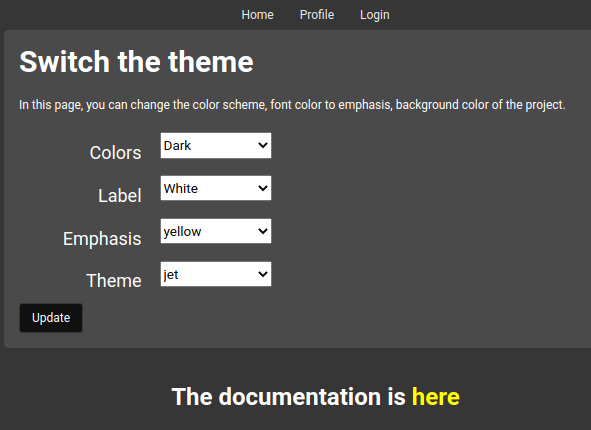 Home Profile Login
Switch the theme
In this page, you can change the color scheme, font color to emphasis, background color of the project.
Colors Dark
Label White
Emphasis yellow
Theme jet
Update
The documentation is here